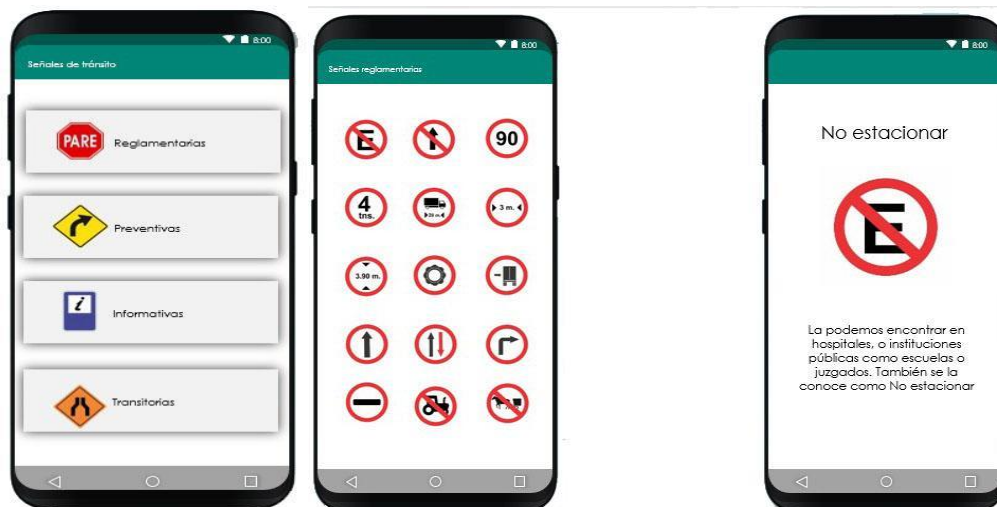 8:00
Señales de tránsito
PARE
Reglamentarias
Preventivas
i
Informativas
Transitorias
8:00
Señales reglamentarias
E
90
4
tns.
3 m.
3.90 m.
8:00
No estacionar
E
La podemos encontrar en
hospitales, o instituciones
públicas como escuelas o
juzgados. También se la
conoce como No estacionar